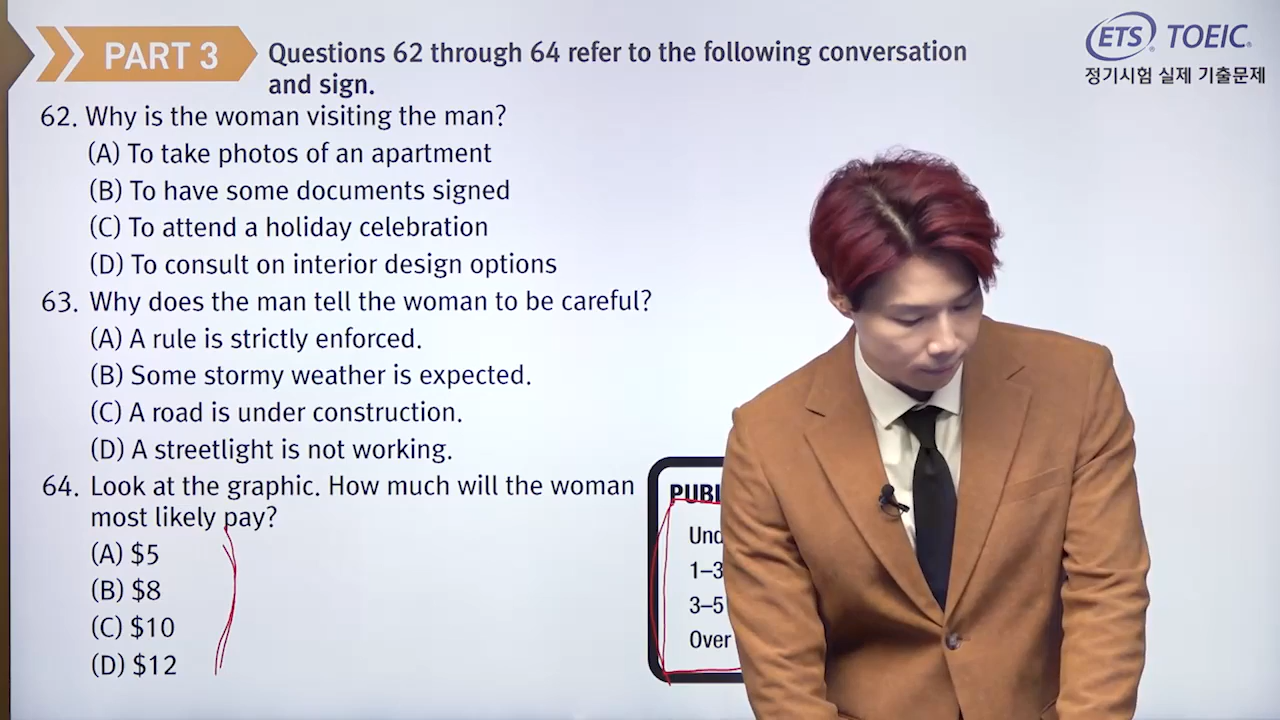 PART 3
Questions 62 through 64 refer to the following conversation
and sign.
ETS TOEIC
정기시험 실제 기출문제
62. Why is the woman visiting the man?
(A) To take photos of an apartment
(B) To have some documents signed
(C) To attend a holiday celebration
(D) To consult on interior design options
63. Why does the man tell the woman to be careful?
(A) A rule is strictly enforced.
(B) Some stormy weather is expected.
(C) A road is under construction.
(D) A streetlight is not working.
64. Look at the graphic. How much will the woman
most likely pay?
(A) $5
(B) $8
(C) $10
(D) $12
1–3
3–5
Over